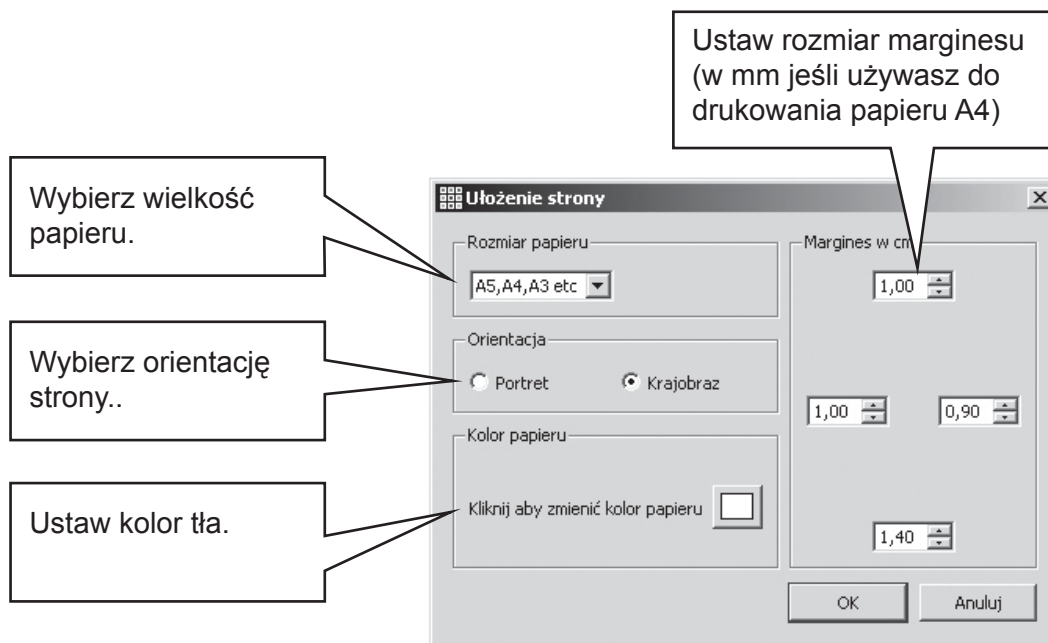 Ustaw rozmiar marginesu
(w mm jeśli używasz do
drukowania papieru A4)
Wybierz wielkość
papieru.
Wybierz orientację
strony..
Ustaw kolor tła.
Ułożenie strony
Rozmiar papieru
A5,A4,A3 etc
Orientacja
Portret
Krajobraz
Kolor papieru
Kliknij aby zmienić kolor papieru
Margines w cm
1,00
1,00
0,90
1,40
OK
Anuluj